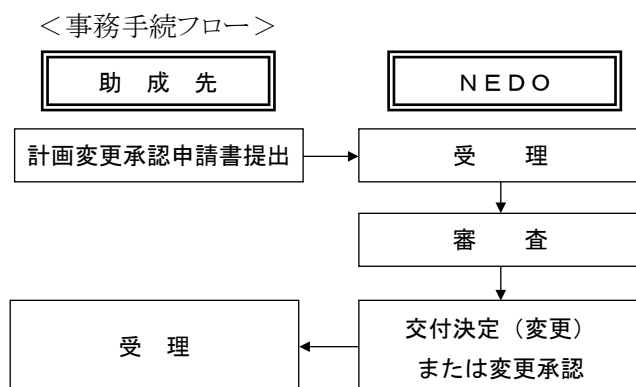 ＜事務手続フロー＞
助　成　先
ＮＥＤＯ
計画変更承認申請書提出
受　　理
審　　査
交付決定（変更）
または変更承認
受　理